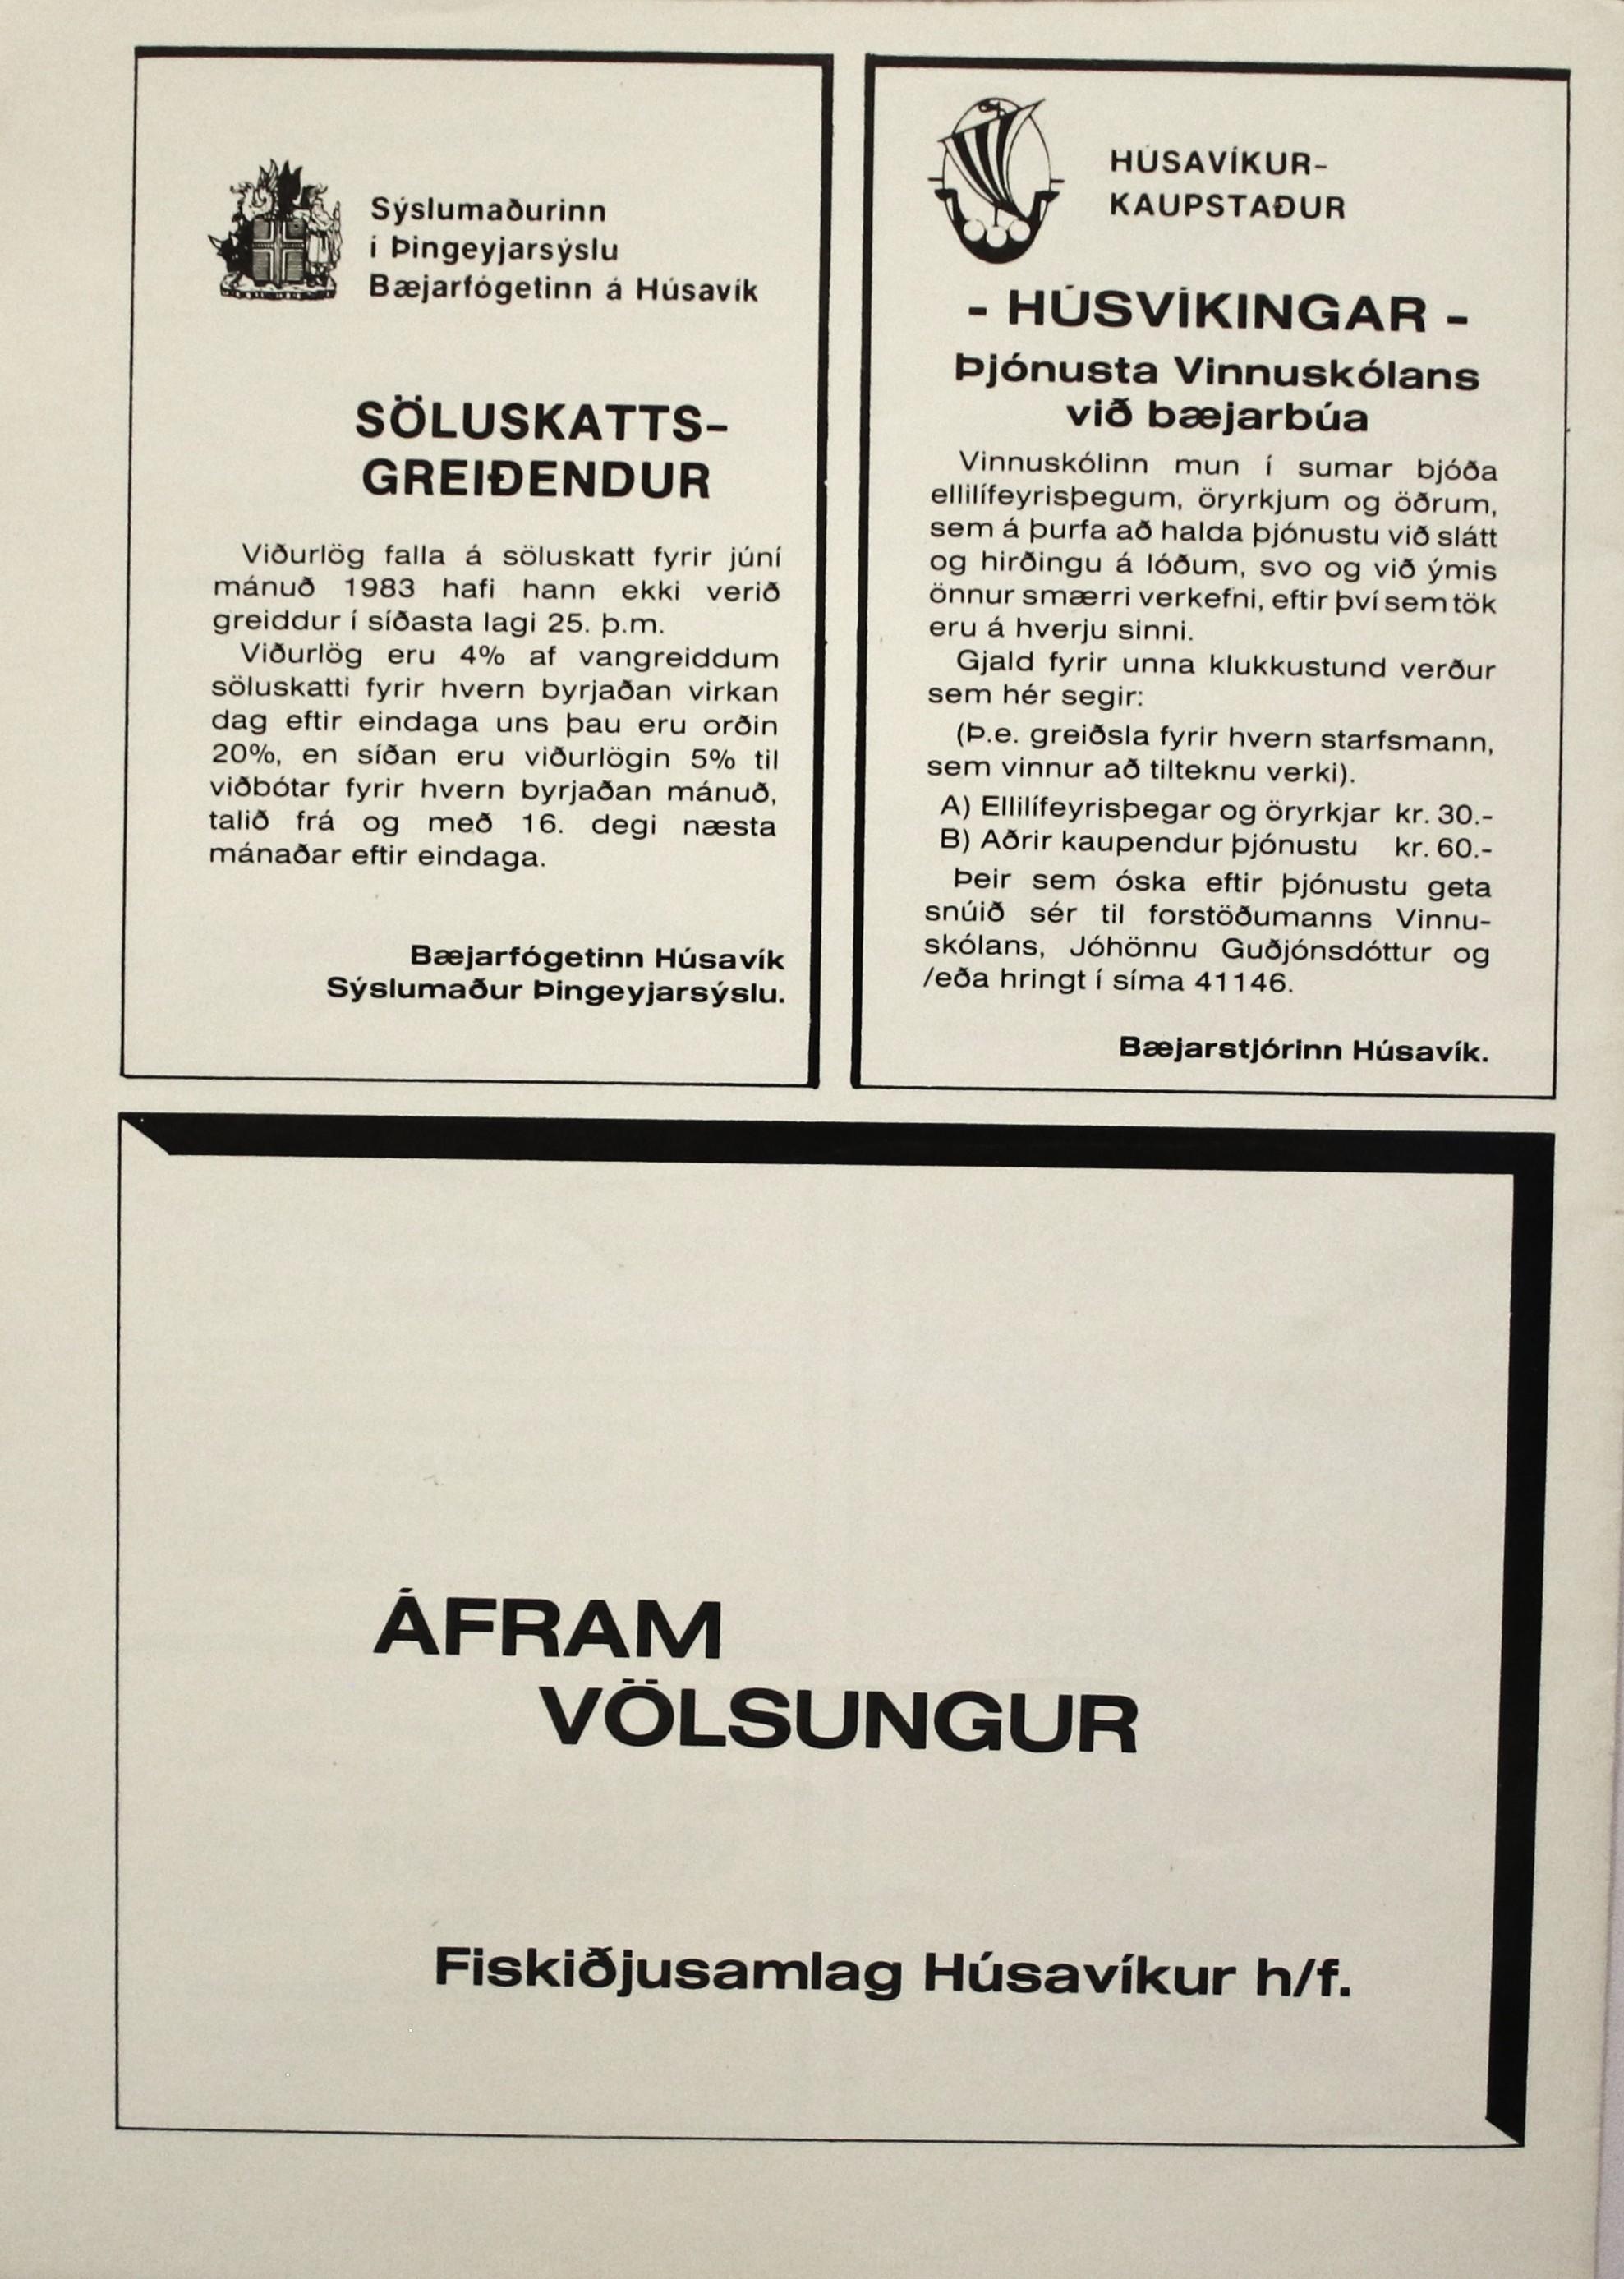 Sýslumaðurinn
í Þingeyjarsýslu
Bæjarfógetinn á Húsavík
SÖLUSKATTS-
GREIÐENDUR
Viðurlög falla á söluskatt fyrir júní
mánuð 1983 hafi hann ekki verið
greiddur í síðasta lagi 25. þ.m.
Viðurlög eru 4% af vangreiddum
söluskatti fyrir hvern byrjaðan virkan
dag eftir eindaga uns þau eru orðin
20%, en síðan eru viðurlögin 5% til
viðbótar fyrir hvern byrjaðan mánuð,
talið frá og með 16. degi næsta
mánaðar eftir eindaga.
Bæjarfógetinn Húsavík
Sýslumaður Þingeyjarsýslu.
HÚSAVÍKUR-
KAUPSTAÐUR
- HÚSVÍKINGAR -
Þjónusta Vinnuskólans
við bæjarbúa
Vinnuskólinn mun í sumar bjóða
ellilífeyrisþegum, öryrkjum og öðrum,
sem á þurfa að halda þjónustu við slátt
og hirðingu á lóðum, svo og við ýmis
önnur smærri verkefni, eftir því sem tök
eru á hverju sinni.
Gjald fyrir unna klukkustund verður
sem hér segir:
(Þ.e. greiðsla fyrir hvern starfsmann,
sem vinnur að tilteknu verki).
A) Ellilífeyrisþegar og öryrkjar kr. 30.-
B) Aðrir kaupendur þjónustu kr. 60.-
Þeir sem óska eftir þjónustu geta
snúið sér til forstöðumanns Vinnu-
skólans, Jóhönnu Guðjónsdóttur og
/eða hringt í síma 41146.
Bæjarstjórinn Húsavík.
ÁFRAM
VÖLSUNGUR
Fiskiðjusamlag Húsavíkur h/f.